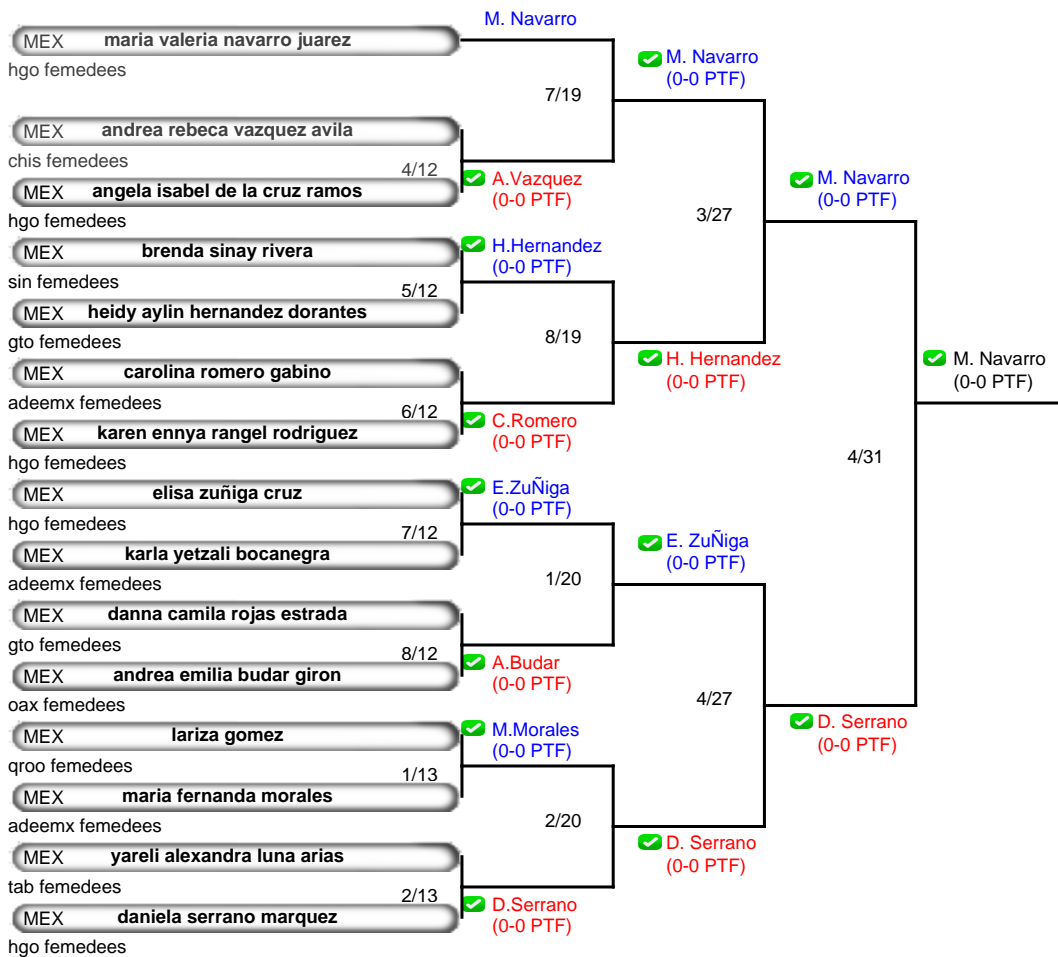 M. Navarro
MEX maria valeria navarro juarez
hgo femedees
M. Navarro
(0-0 PTF)
7/19
MEX andrea rebeca vazquez avila
chis femedees
4/12
A.Vazquez
(0-0 PTF)
MEX angela isabel de la cruz ramos
hgo femedees
M. Navarro
(0-0 PTF)
3/27
MEX brenda sinay rivera
sin femedees
H.Hernandez
(0-0 PTF)
5/12
MEX heidy aylin hernandez dorantes
gto femedees
8/19
H. Hernandez
(0-0 PTF)
MEX carolina romero gabino
adeemx femedees
6/12
C.Romero
(0-0 PTF)
MEX karen ennya rangel rodriguez
hgo femedees
M. Navarro
(0-0 PTF)
4/31
MEX elisa zuñiga cruz
hgo femedees
E.ZuÑiga
(0-0 PTF)
7/12
MEX karla yetzali bocanegra
adeemx femedees
E. ZuÑiga
(0-0 PTF)
1/20
MEX danna camila rojas estrada
gto femedees
8/12
A.Budar
(0-0 PTF)
MEX andrea emilia budar giron
oax femedees
4/27
D. Serrano
(0-0 PTF)
MEX lariza gomez
qroo femedees
M.Morales
(0-0 PTF)
1/13
MEX maria fernanda morales
adeemx femedees
2/20
D. Serrano
(0-0 PTF)
MEX yareli alexandra luna arias
tab femedees
2/13
D.Serrano
(0-0 PTF)
MEX daniela serrano marquez
hgo femedees